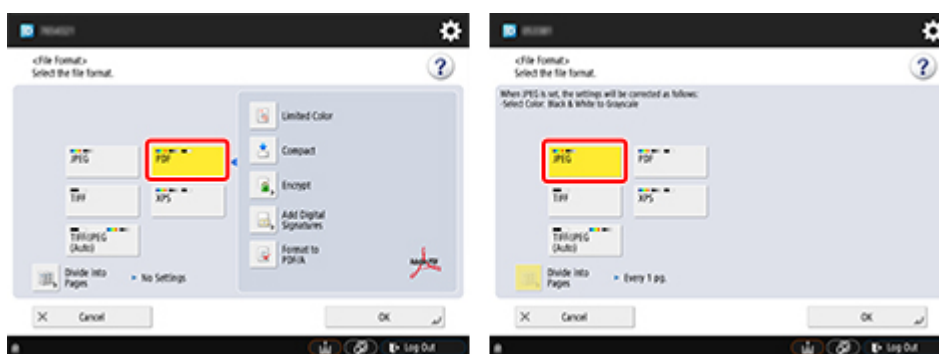 <File Format>
Select the file format.
JPEG
PDF
TIFF
XPS
TIFF/JPEG
(Auto)
Divide Into
Pages
No Settings
Limited Color
Compact
Encrypt
Add Digital
Signatures
Format to
PDF/A
Cancel
OK
Log Out
<File Format>
Select the file format.
When JPEG is set, the settings will be corrected as follows:
-Select Color: Black & White to Grayscale
JPEG
PDF
TIFF
XPS
TIFF/JPEG
(Auto)
Divide Into
Pages
Every 1 pg.
Cancel
OK
Log Out